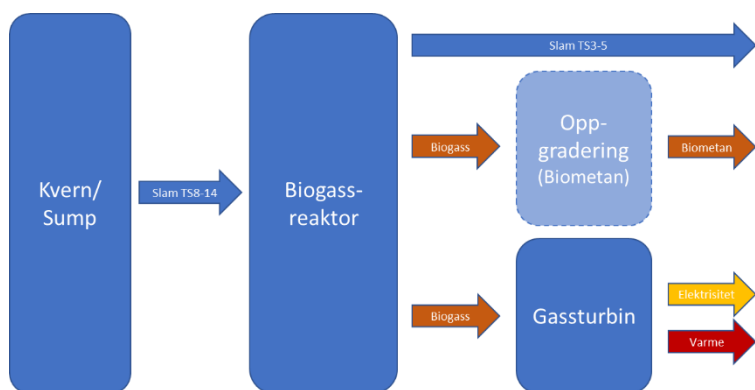 Kvern/
Sump
Slam TS8-14
Biogass-
reaktor
Slam TS3-5
Biogass
Opp-
gradering
(Biometan)
Biometan
Biogass
Gassturbin
Elektrisitet
Varme